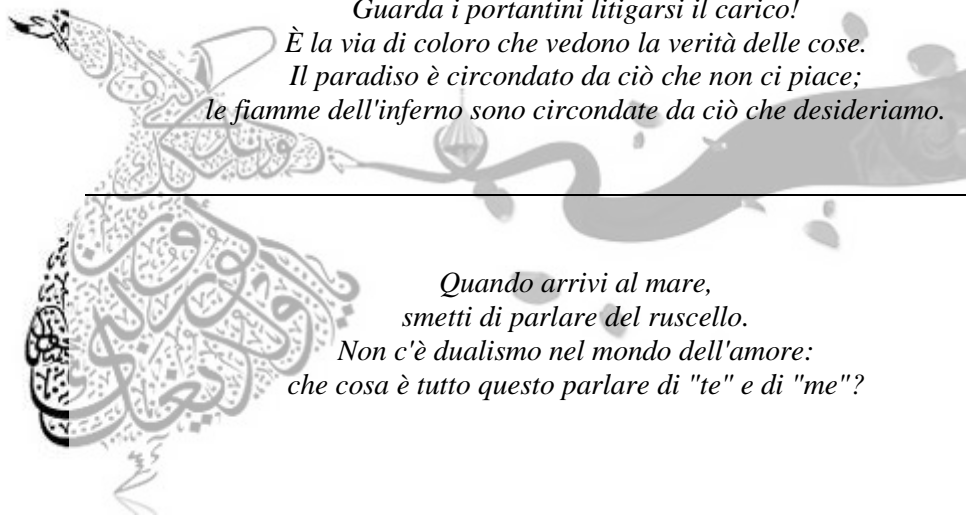 Guarda i portantini litigarsi il carico!
È la via di coloro che vedono la verità delle cose.
Il paradiso è circondato da ciò che non ci piace;
le fiamme dell'inferno sono circondate da ciò che desideriamo.
Quando arrivi al mare,
smetti di parlare del ruscello.
Non c'è dualismo nel mondo dell'amore:
che cosa è tutto questo parlare di "te" e di "me"?